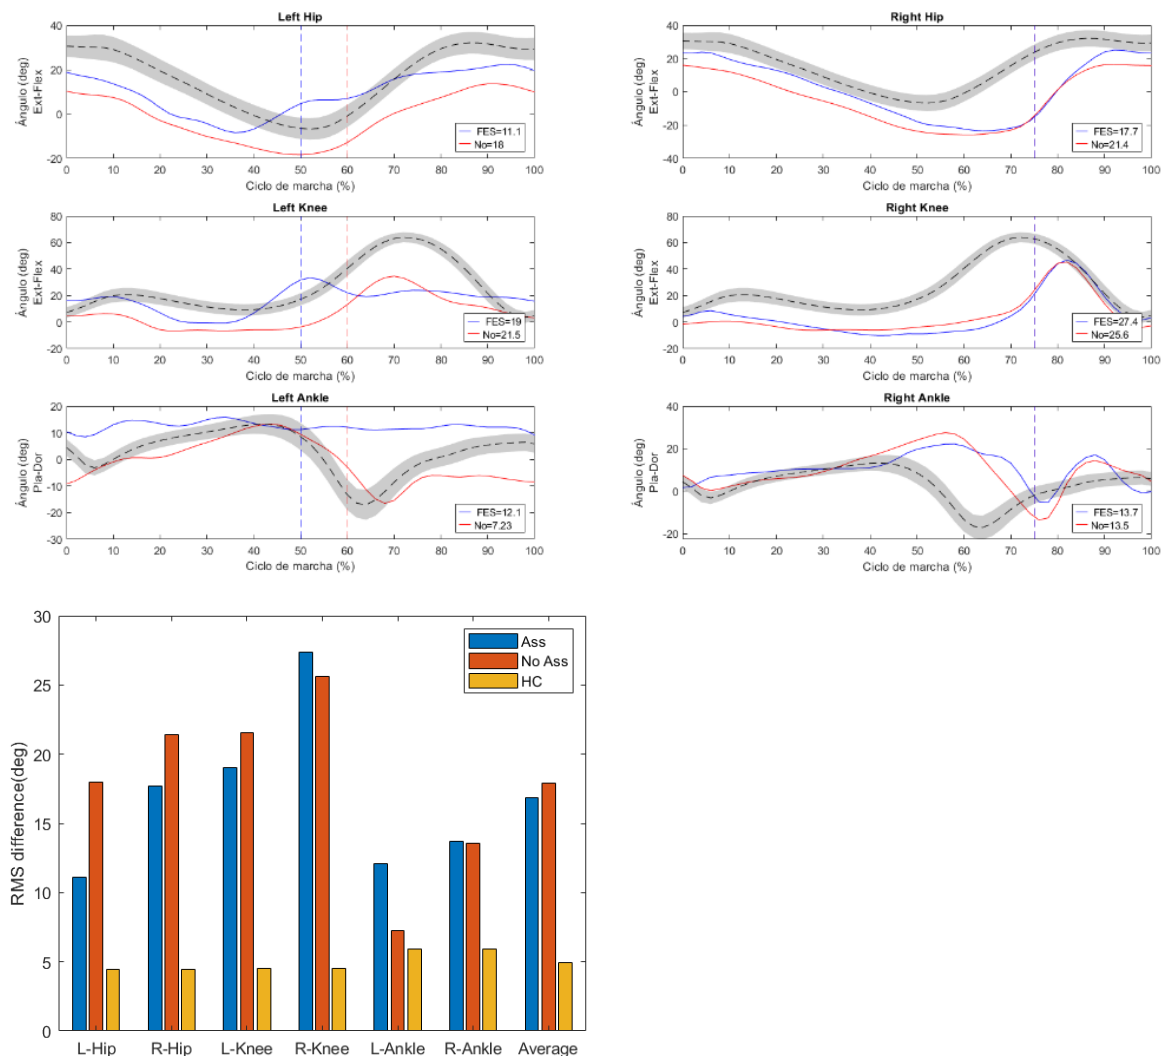 Left Hip
Ângulo (deg)
Ext-Flex
40
20
0
-20
0 10 20 30 40 50 60 70 80 90 100
FES=11.1
No=18
Ciclo de marcha (%)
Right Hip
Ângulo (deg)
Ext-Flex
40
20
0
-20
-40
0 10 20 30 40 50 60 70 80 90 100
FES=17.7
No=21.4
Ciclo de marcha (%)
Left Knee
Ângulo (deg)
Ext-Flex
80
60
40
20
0
-20
0 10 20 30 40 50 60 70 80 90 100
FES=19
No=21.5
Ciclo de marcha (%)
Right Knee
Ângulo (deg)
Ext-Flex
80
60
40
20
0
-20
0 10 20 30 40 50 60 70 80 90 100
FES=27.4
No=25.6
Ciclo de marcha (%)
Left Ankle
Ângulo (deg)
Pla-Dor
20
10
0
-10
-20
-30
0 10 20 30 40 50 60 70 80 90 100
FES=12.1
No=7.23
Ciclo de marcha (%)
Right Ankle
Ângulo (deg)
Pla-Dor
40
20
0
-20
0 10 20 30 40 50 60 70 80 90 100
FES=13.7
No=13.5
Ciclo de marcha (%)
RMS difference(deg)
30
25
20
15
10
5
0
Ass
No Ass
HC
L-Hip R-Hip L-Knee R-Knee L-Ankle R-Ankle Average